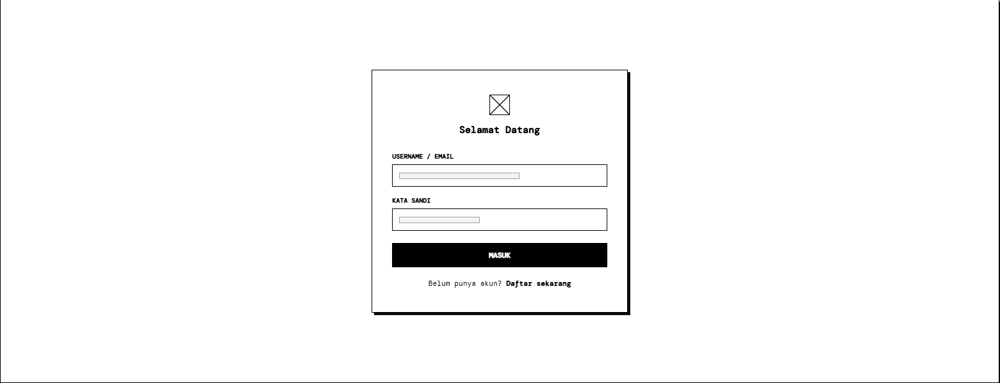 Selamat Datang
USERNAME / EMAIL
KATA SANDI
MASUK
Belum punya akun? Daftar sekarang